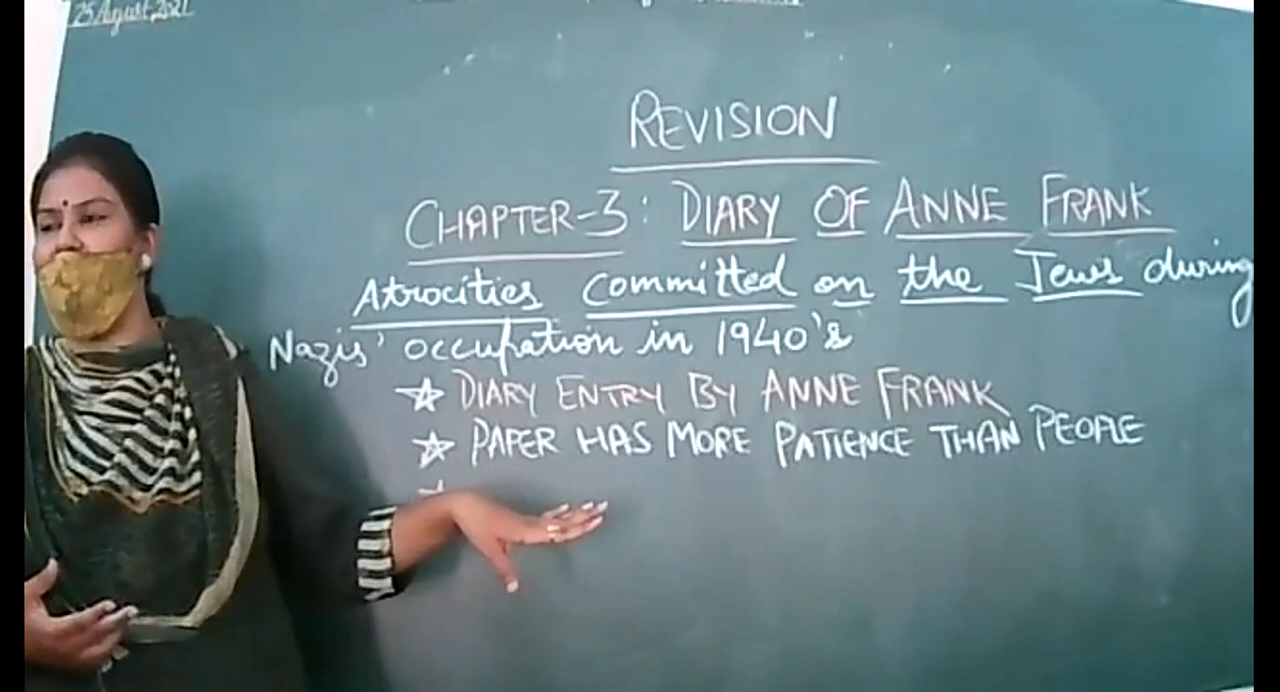 25 August, 2021
REVISION
CHAPTER-3: DIARY OF ANNE FRANK
Atrocities committed on the Jews during
Nazis' occupation in 1940's
☆ DIARY ENTRY BY ANNE FRANK
☆ PAPER HAS MORE PATIENCE THAN PEOPLE